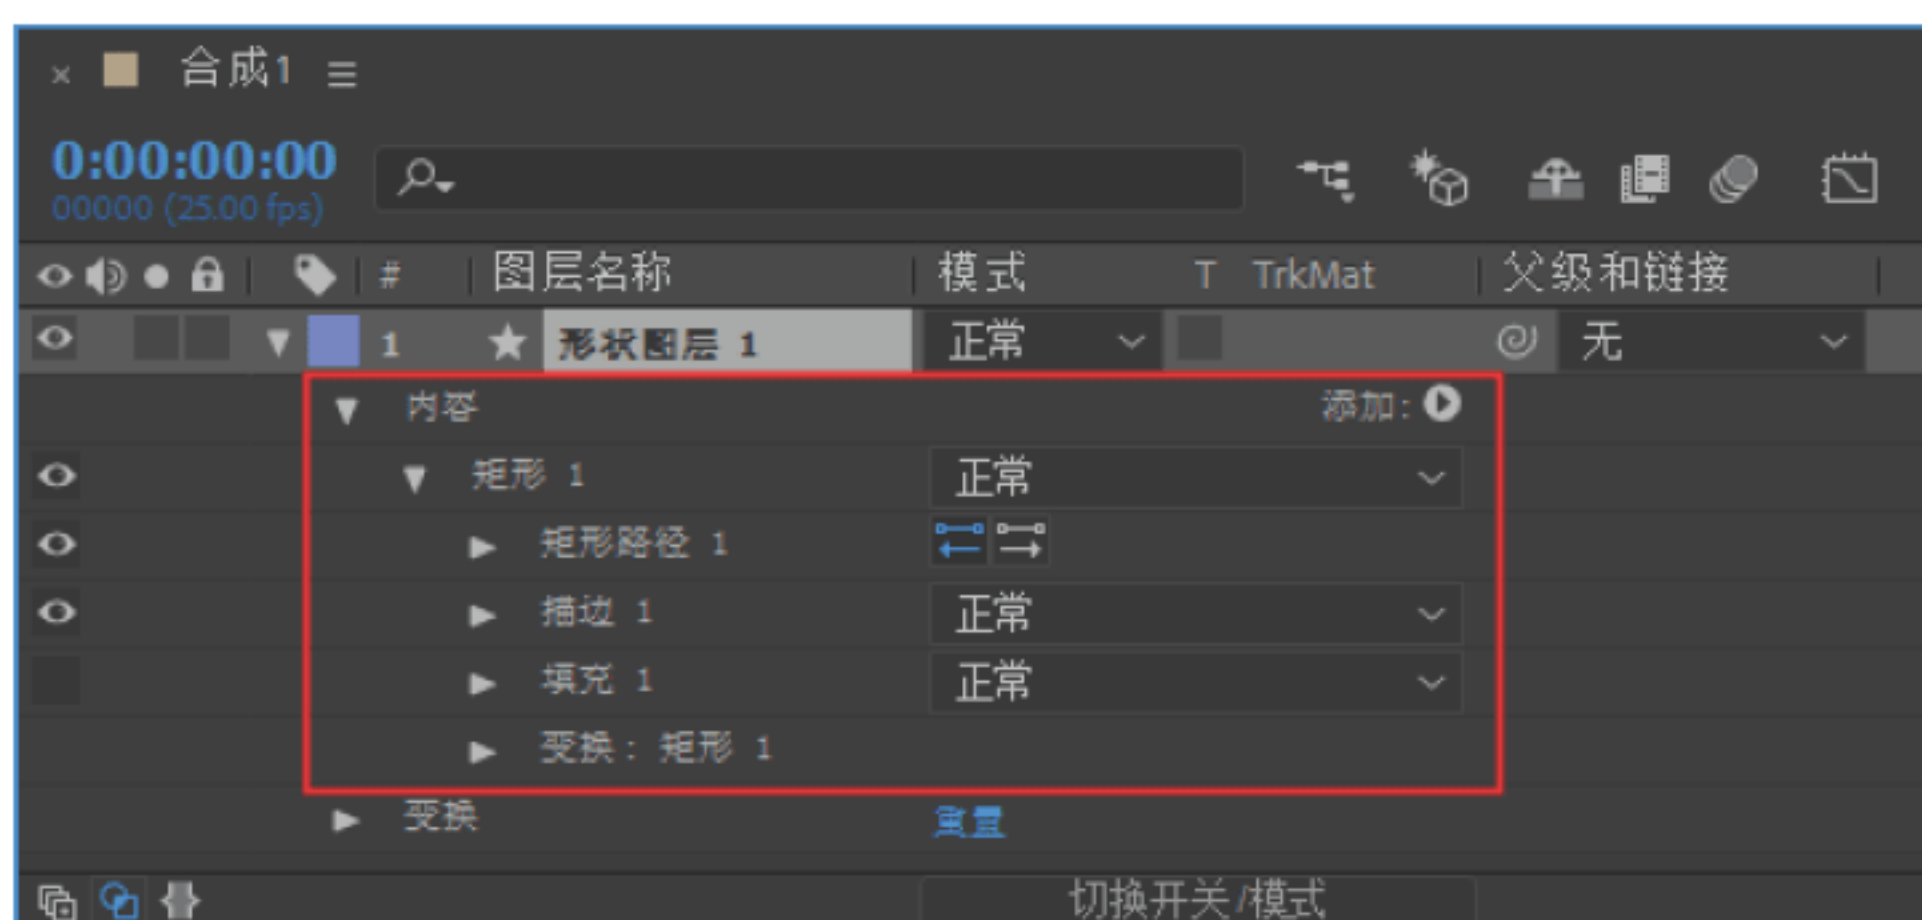 × 合成1 ≡
0:00:00:00
00000 (25.00 fps)
# 图层名称 模式 T TrkMat 父级和链接
1 形状图层 1 正常 无
内容 添加:
矩形 1 正常
矩形路径 1
描边 1 正常
填充 1 正常
变换: 矩形 1
变换 重置
切换开关/模式